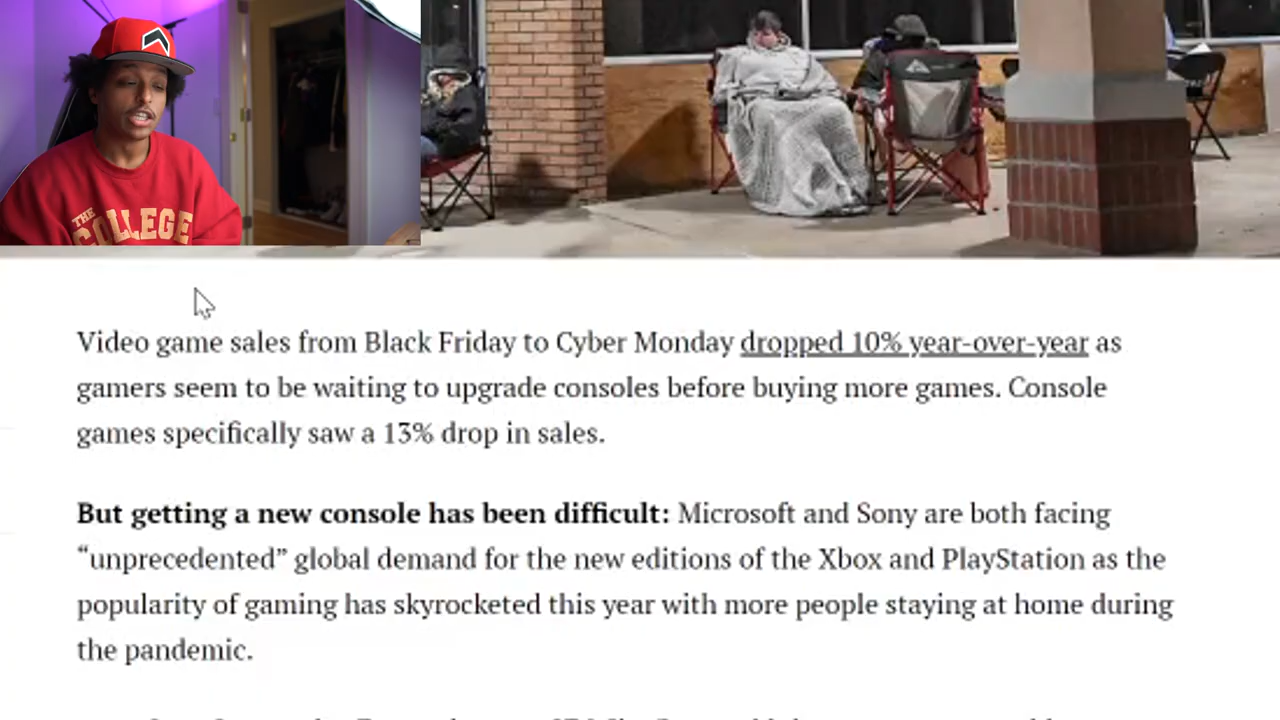 THE
COLLEGE
Video game sales from Black Friday to Cyber Monday dropped 10% year-over-year as
gamers seem to be waiting to upgrade consoles before buying more games. Console
games specifically saw a 13% drop in sales.
But getting a new console has been difficult: Microsoft and Sony are both facing
“unprecedented” global demand for the new editions of the Xbox and PlayStation as the
popularity of gaming has skyrocketed this year with more people staying at home during
the pandemic.